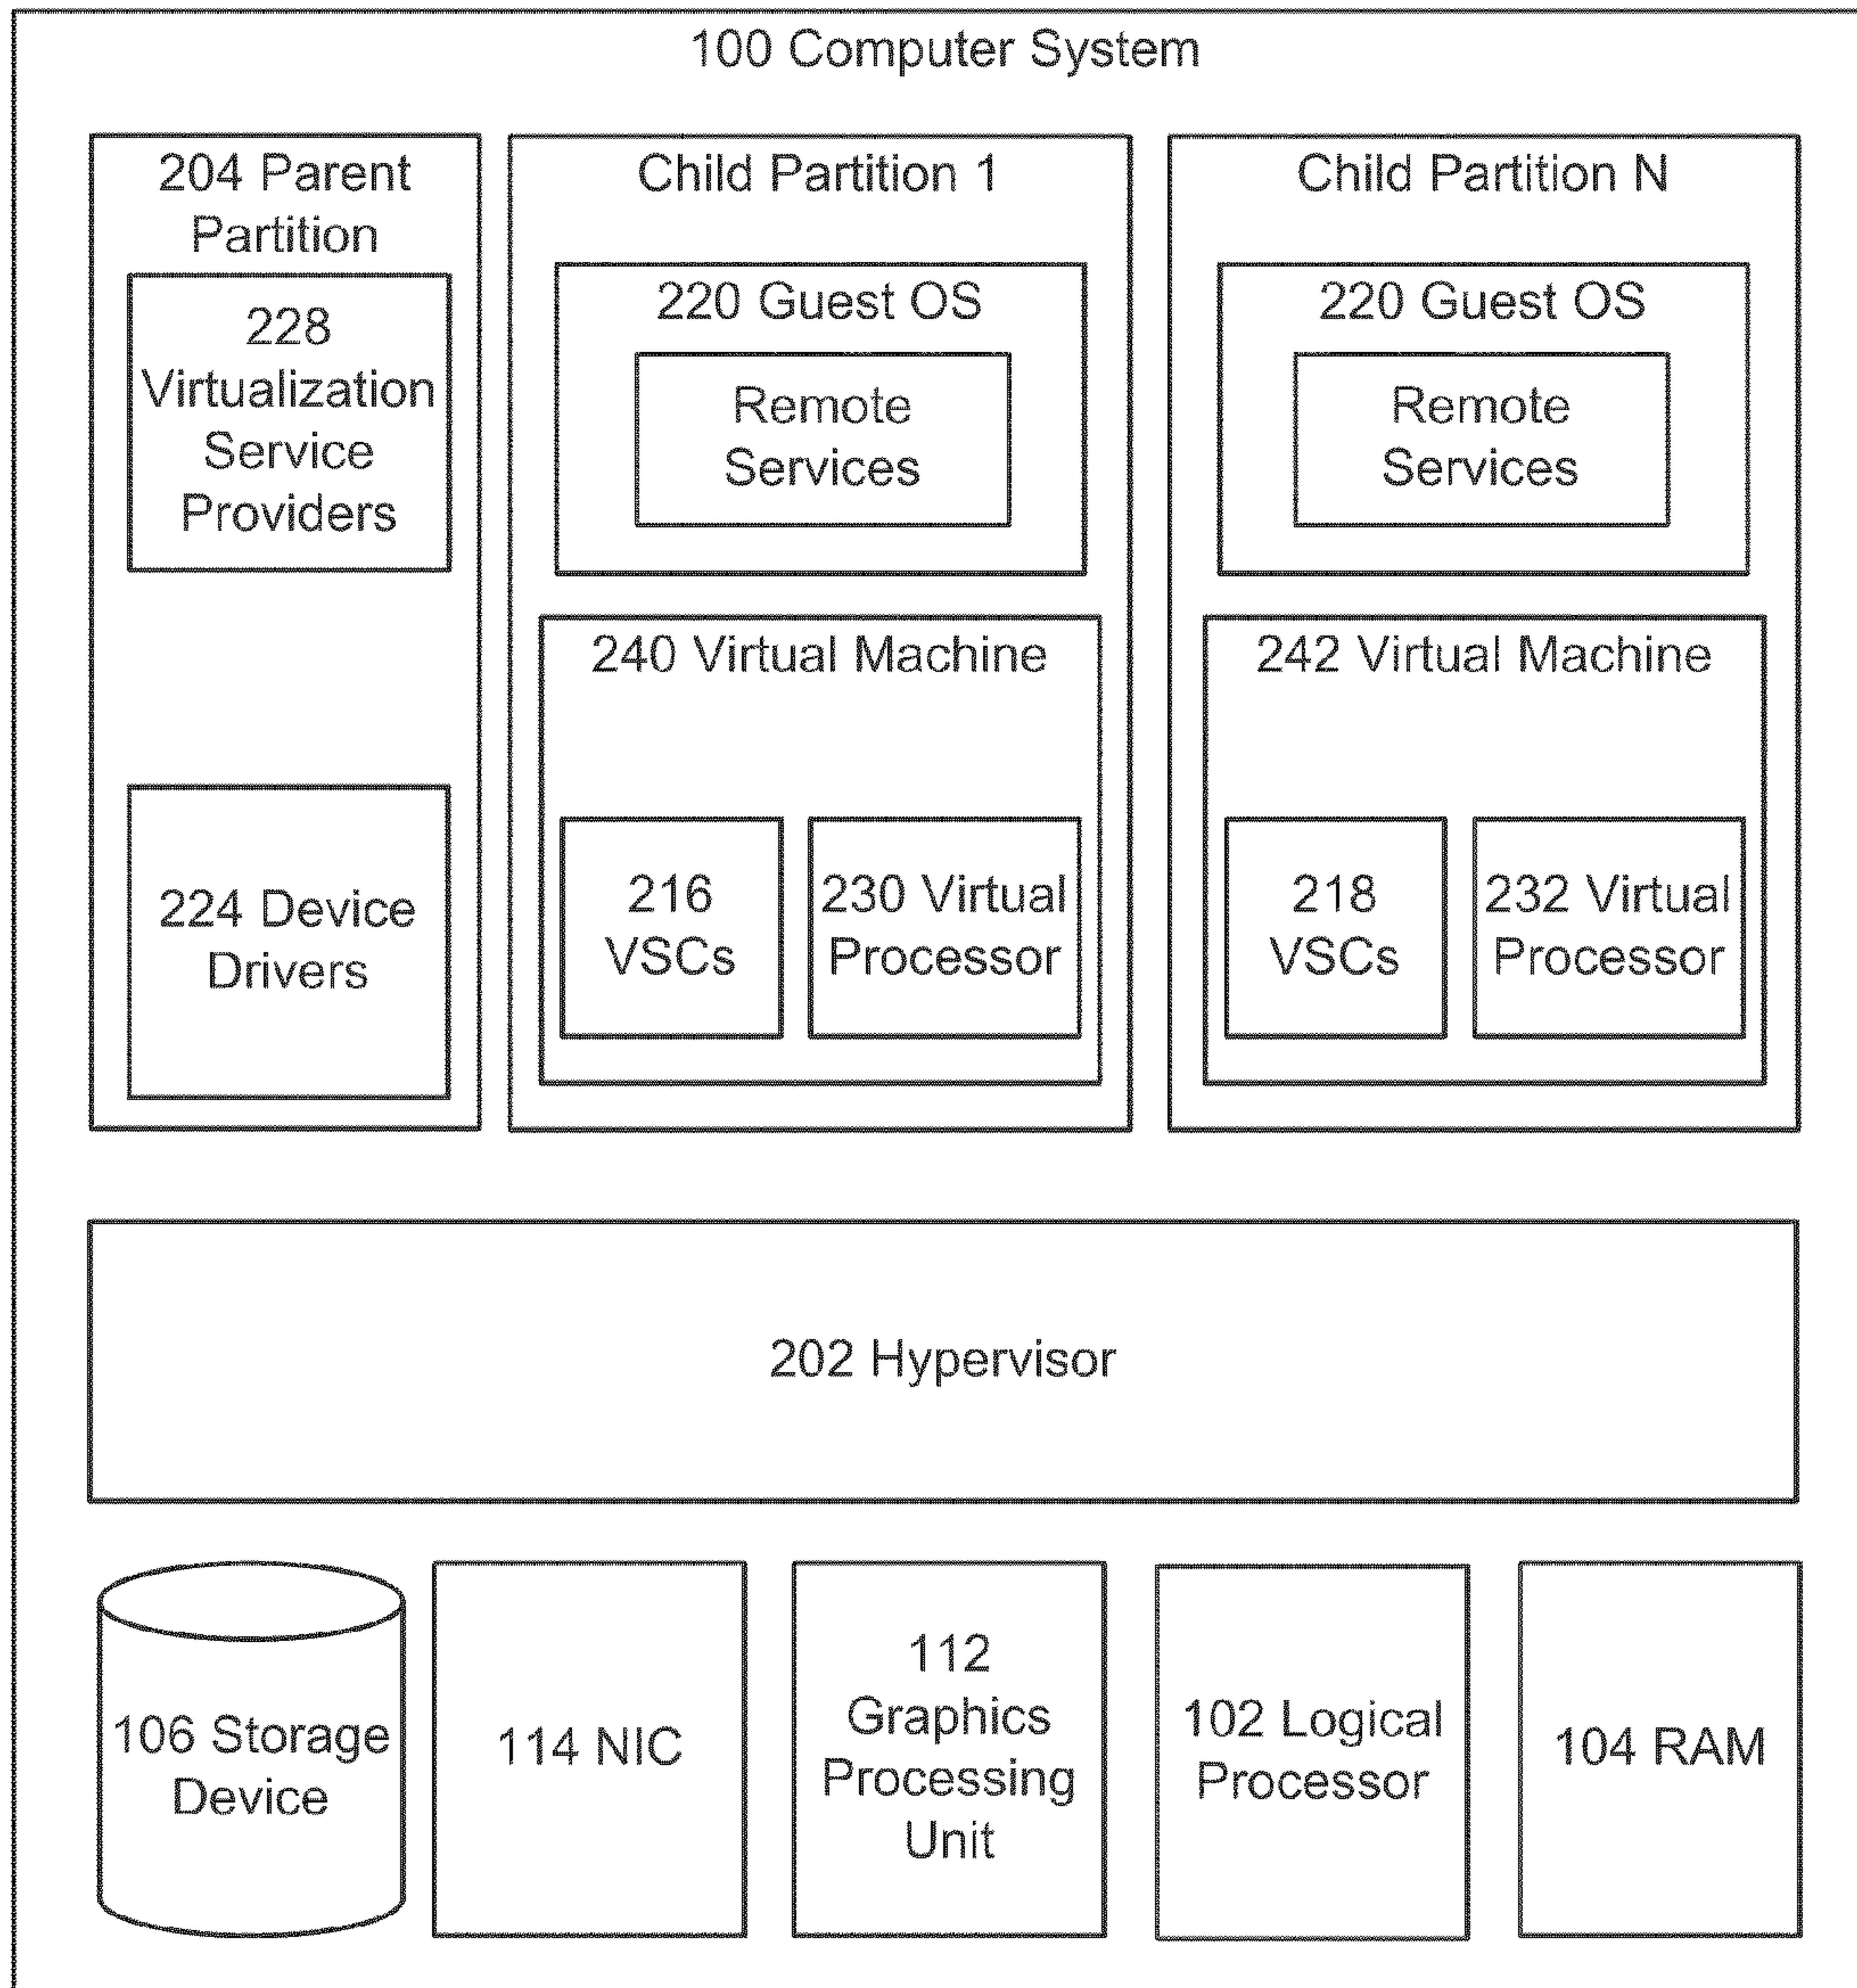 100 Computer System
204 Parent
Partition
228
Virtualization
Service
Providers
224 Device
Drivers
Child Partition 1
220 Guest OS
Remote
Services
240 Virtual Machine
216
VSCs
230 Virtual
Processor
Child Partition N
220 Guest OS
Remote
Services
242 Virtual Machine
218
VSCs
232 Virtual
Processor
202 Hypervisor
106 Storage
Device
114 NIC
112
Graphics
Processing
Unit
102 Logical
Processor
104 RAM